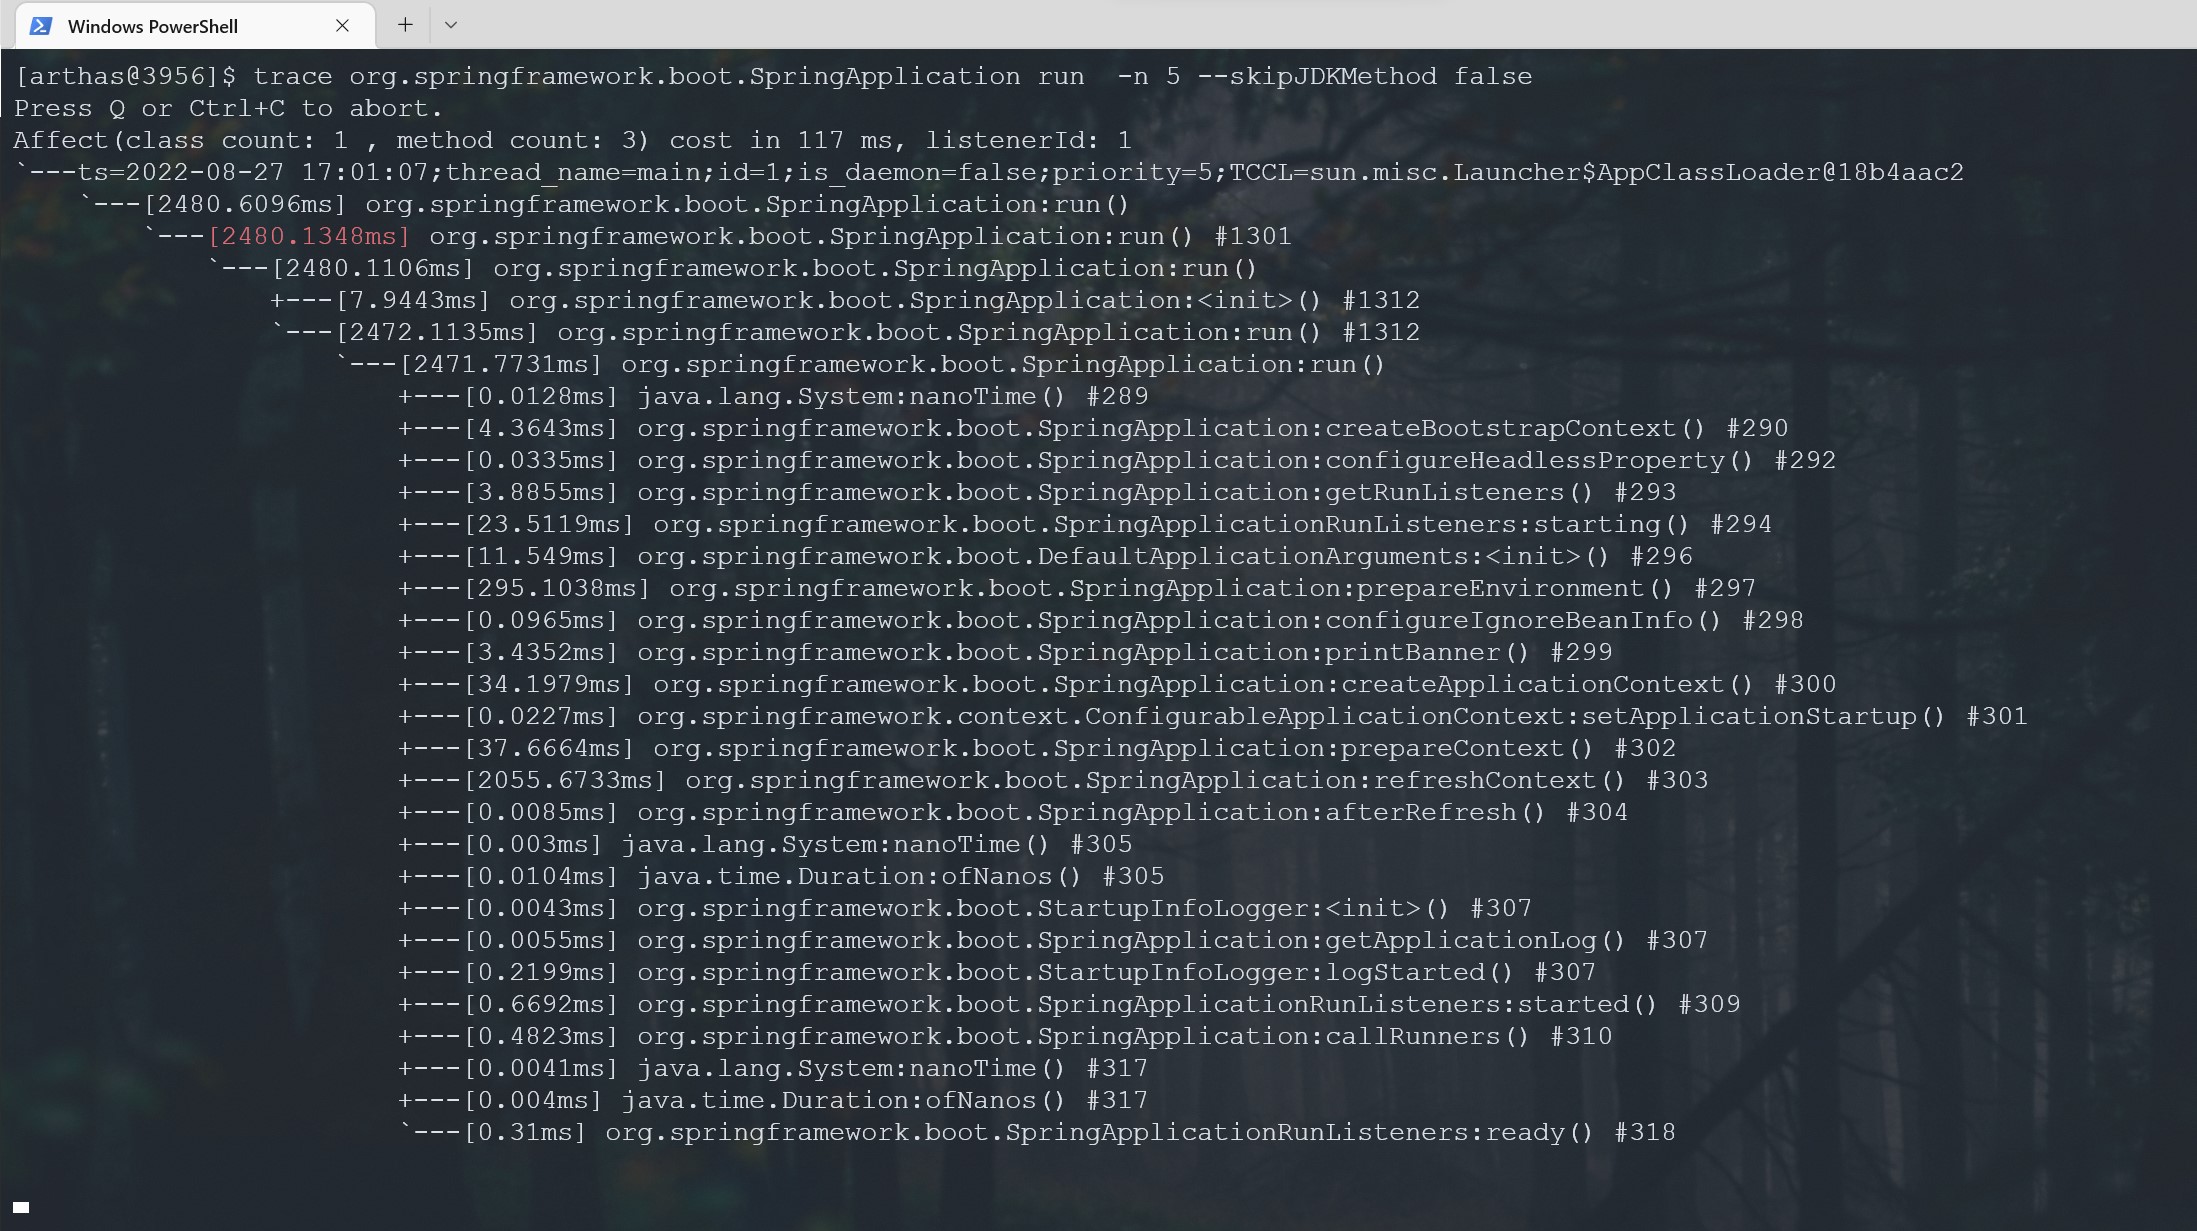 Windows PowerShell
[arthas@3956]$ trace org.springframework.boot.SpringApplication run  -n 5 --skipJDKMethod false
Press Q or Ctrl+C to abort.
Affect(class count: 1 , method count: 3) cost in 117 ms, listenerId: 1
`---ts=2022-08-27 17:01:07;thread_name=main;id=1;is_daemon=false;priority=5;TCCL=sun.misc.Launcher$AppClassLoader@18b4aac2
    `---[2480.6096ms] org.springframework.boot.SpringApplication:run()
        `---[2480.1348ms] org.springframework.boot.SpringApplication:run() #1301
            `---[2480.1106ms] org.springframework.boot.SpringApplication:run()
                +---[7.9443ms] org.springframework.boot.SpringApplication:<init>() #1312
                `---[2472.1135ms] org.springframework.boot.SpringApplication:run() #1312
                    `---[2471.7731ms] org.springframework.boot.SpringApplication:run()
                        +---[0.0128ms] java.lang.System:nanoTime() #289
                        +---[4.3643ms] org.springframework.boot.SpringApplication:createBootstrapContext() #290
                        +---[0.0335ms] org.springframework.boot.SpringApplication:configureHeadlessProperty() #292
                        +---[3.8855ms] org.springframework.boot.SpringApplication:getRunListeners() #293
                        +---[23.5119ms] org.springframework.boot.SpringApplicationRunListeners:starting() #294
                        +---[11.549ms] org.springframework.boot.DefaultApplicationArguments:<init>() #296
                        +---[295.1038ms] org.springframework.boot.SpringApplication:prepareEnvironment() #297
                        +---[0.0965ms] org.springframework.boot.SpringApplication:configureIgnoreBeanInfo() #298
                        +---[3.4352ms] org.springframework.boot.SpringApplication:printBanner() #299
                        +---[34.1979ms] org.springframework.boot.SpringApplication:createApplicationContext() #300
                        +---[0.0227ms] org.springframework.context.ConfigurableApplicationContext:setApplicationStartup() #301
                        +---[37.6664ms] org.springframework.boot.SpringApplication:prepareContext() #302
                        +---[2055.6733ms] org.springframework.boot.SpringApplication:refreshContext() #303
                        +---[0.0085ms] org.springframework.boot.SpringApplication:afterRefresh() #304
                        +---[0.003ms] java.lang.System:nanoTime() #305
                        +---[0.0104ms] java.time.Duration:ofNanos() #305
                        +---[0.0043ms] org.springframework.boot.StartupInfoLogger:<init>() #307
                        +---[0.0055ms] org.springframework.boot.SpringApplication:getApplicationLog() #307
                        +---[0.2199ms] org.springframework.boot.StartupInfoLogger:logStarted() #307
                        +---[0.6692ms] org.springframework.boot.SpringApplicationRunListeners:started() #309
                        +---[0.4823ms] org.springframework.boot.SpringApplication:callRunners() #310
                        +---[0.0041ms] java.lang.System:nanoTime() #317
                        +---[0.004ms] java.time.Duration:ofNanos() #317
                        `---[0.31ms] org.springframework.boot.SpringApplicationRunListeners:ready() #318